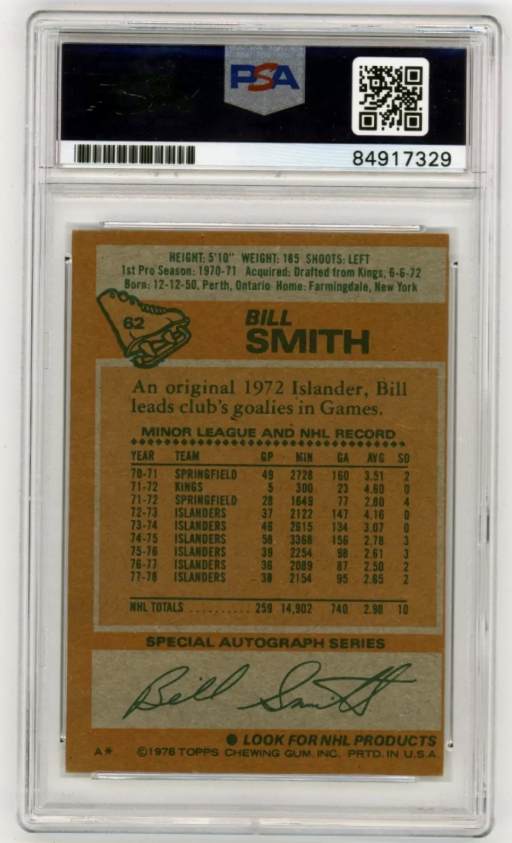 PSA
84917329
HEIGHT: 5'10" WEIGHT: 185 SHOOTS: LEFT
1st Pro Season: 1970-71 Acquired: Drafted from Kings, 6-6-72
Born: 12-12-50, Perth, Ontario Home: Farmingdale, New York
62
BILL
SMITH
An original 1972 Islander, Bill
leads club's goalies in Games.
MINOR LEAGUE AND NHL RECORD
YEAR TEAM GP MIN GA AVG SO
70-71 SPRINGFIELD 49 2728 160 3.51 2
71-72 KINGS 5 300 23 4.60 0
71-72 SPRINGFIELD 28 1649 77 2.80 4
72-73 ISLANDERS 37 2122 147 4.16 0
73-74 ISLANDERS 46 2615 134 3.07 0
74-75 ISLANDERS 58 3368 156 2.78 3
75-76 ISLANDERS 39 2254 98 2.61 3
76-77 ISLANDERS 36 2089 87 2.50 2
77-78 ISLANDERS 38 2154 95 2.65 2
NHL TOTALS .......... 259 14,902 740 2.98 10
SPECIAL AUTOGRAPH SERIES
Bill Smith
● LOOK FOR NHL PRODUCTS
A* ©1978 TOPPS CHEWING GUM, INC. PRTD. IN U.S.A